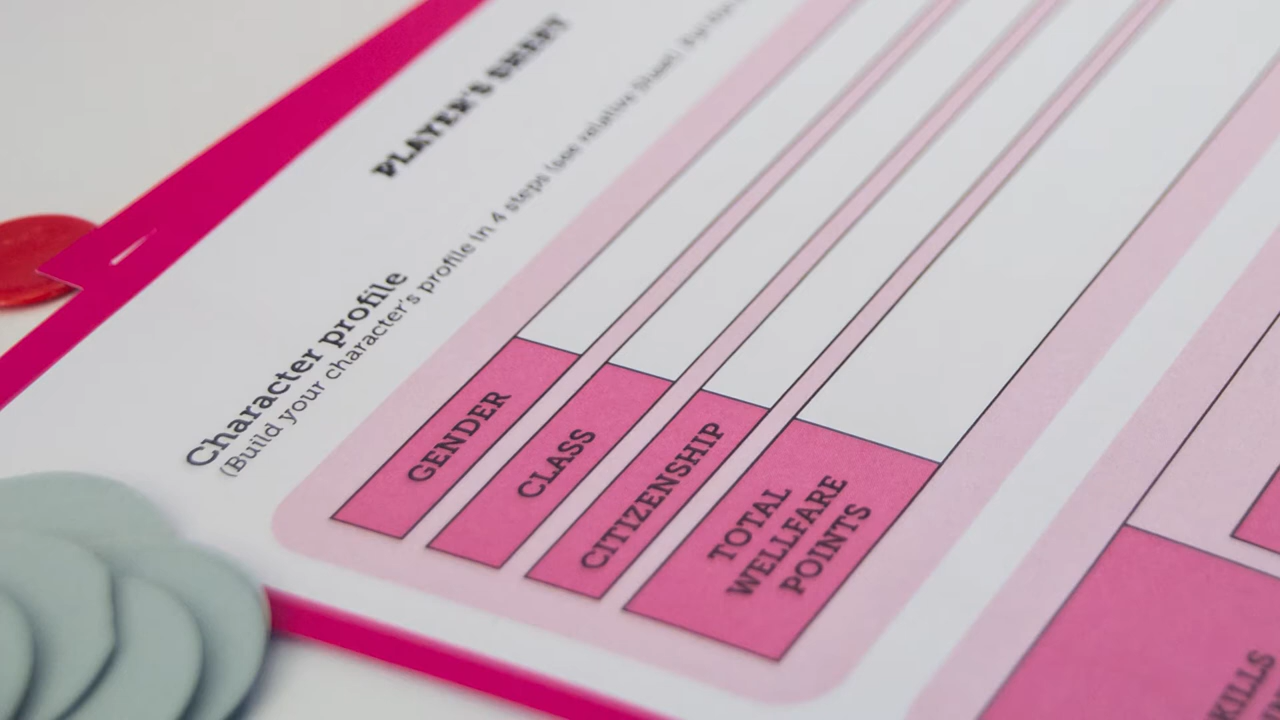 PLAYER'S SHEET
Character profile
(Build your character's profile in 4 steps (see relative Sheet).
GENDER
CLASS
CITIZENSHIP
TOTAL
WELLFARE
POINTS